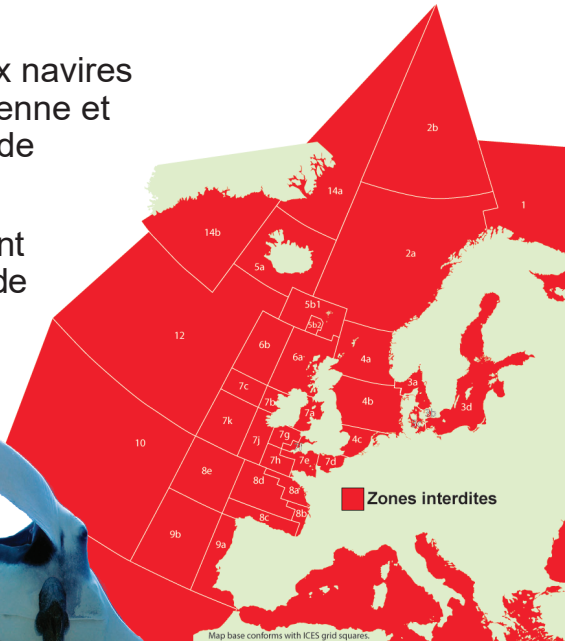 x navires
enne et
de
nt
de
2b
1
14a
14b
2a
5a
5b1
5b2
12
6b
6a
4a
7c
7b
7a
3a
4b
3d
7k
7j
7g
4c
10
7h
7e
7d
8e
8d
8a
Zones interdites
8b
8c
9b
9a
Map base conforms with ICES grid squares.